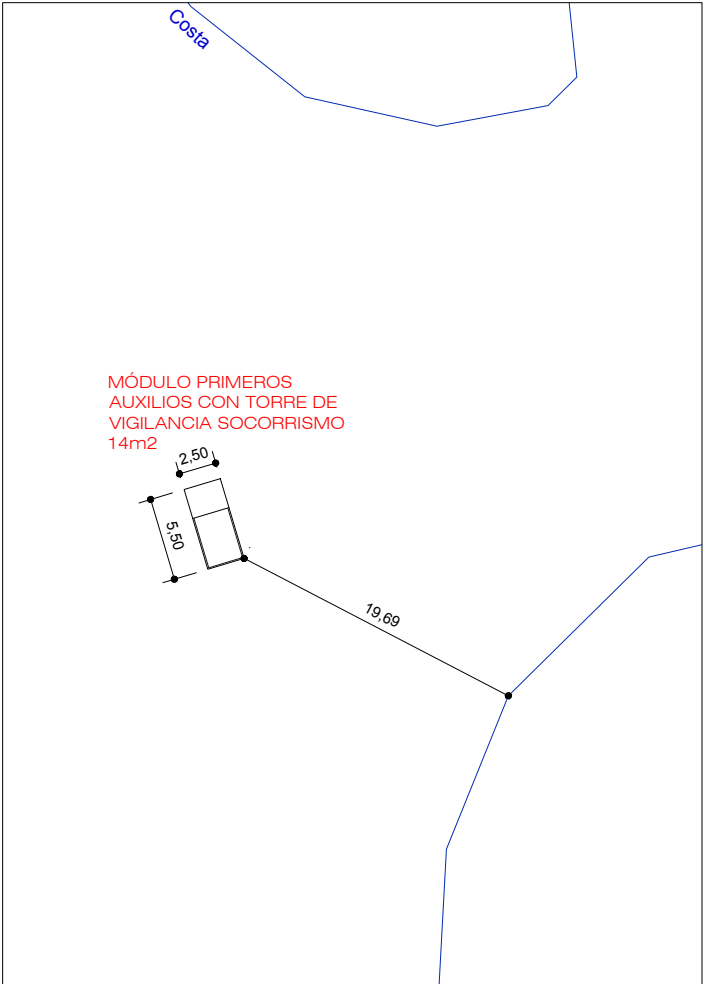 Costa
MÓDULO PRIMEROS
AUXILIOS CON TORRE DE
VIGILANCIA SOCORRISMO
14m2
2,50
5,50
19,69